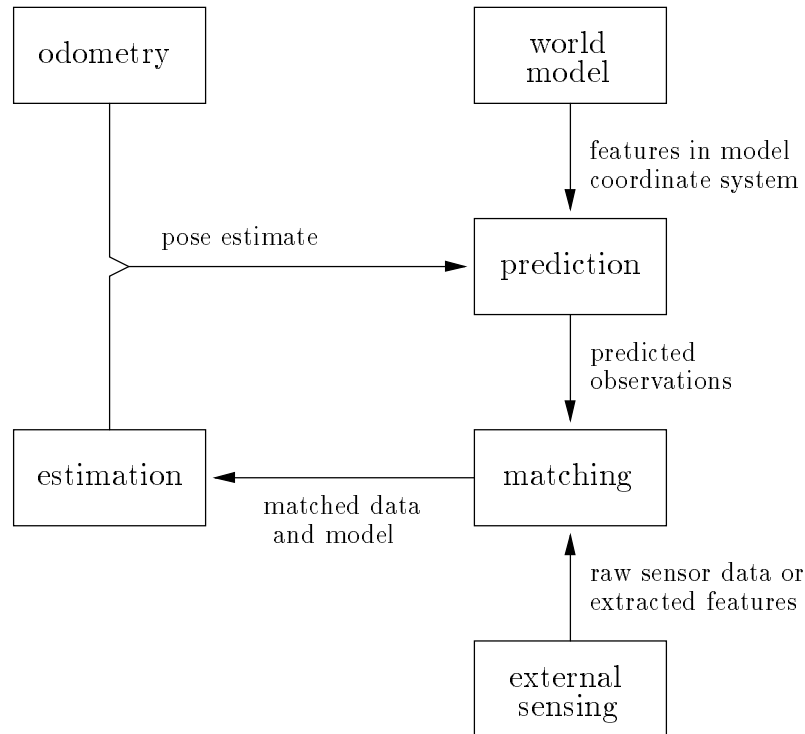 odometry
world
model
features in model
coordinate system
pose estimate
prediction
predicted
observations
estimation
matching
matched data
and model
raw sensor data or
extracted features
external
sensing